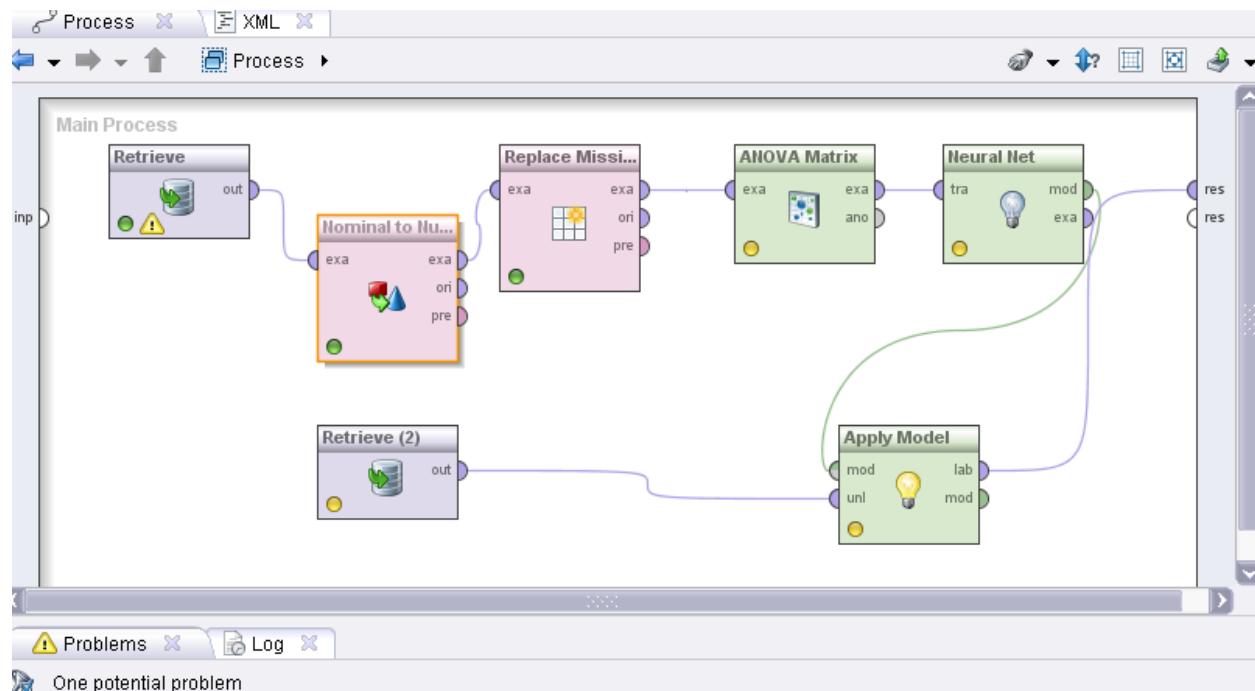 Process XML
Process
Main Process
Retrieve
out
inp
Nominal to Nu...
exa exa
ori
pre
Replace Missi...
exa exa
ori
pre
ANOVA Matrix
exa exa
ano
Neural Net
tra mod
exa
res
res
Retrieve (2)
out
Apply Model
mod lab
unl mod
Problems Log
One potential problem